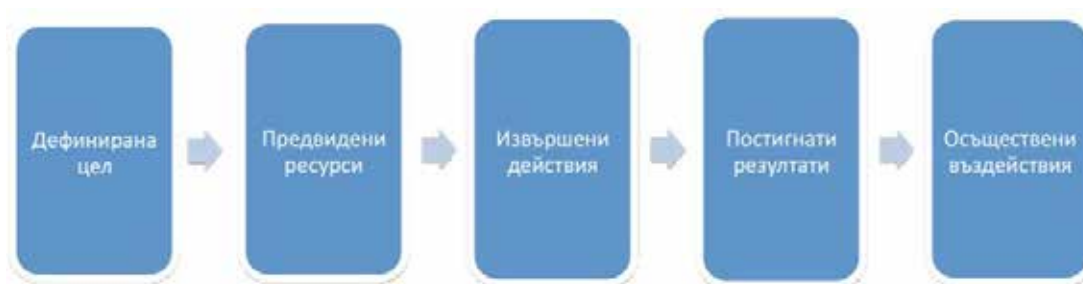 Дефинирана
цел
Предвидени
ресурси
Извършени
действия
Постигнати
резултати
Осъществени
въздействия